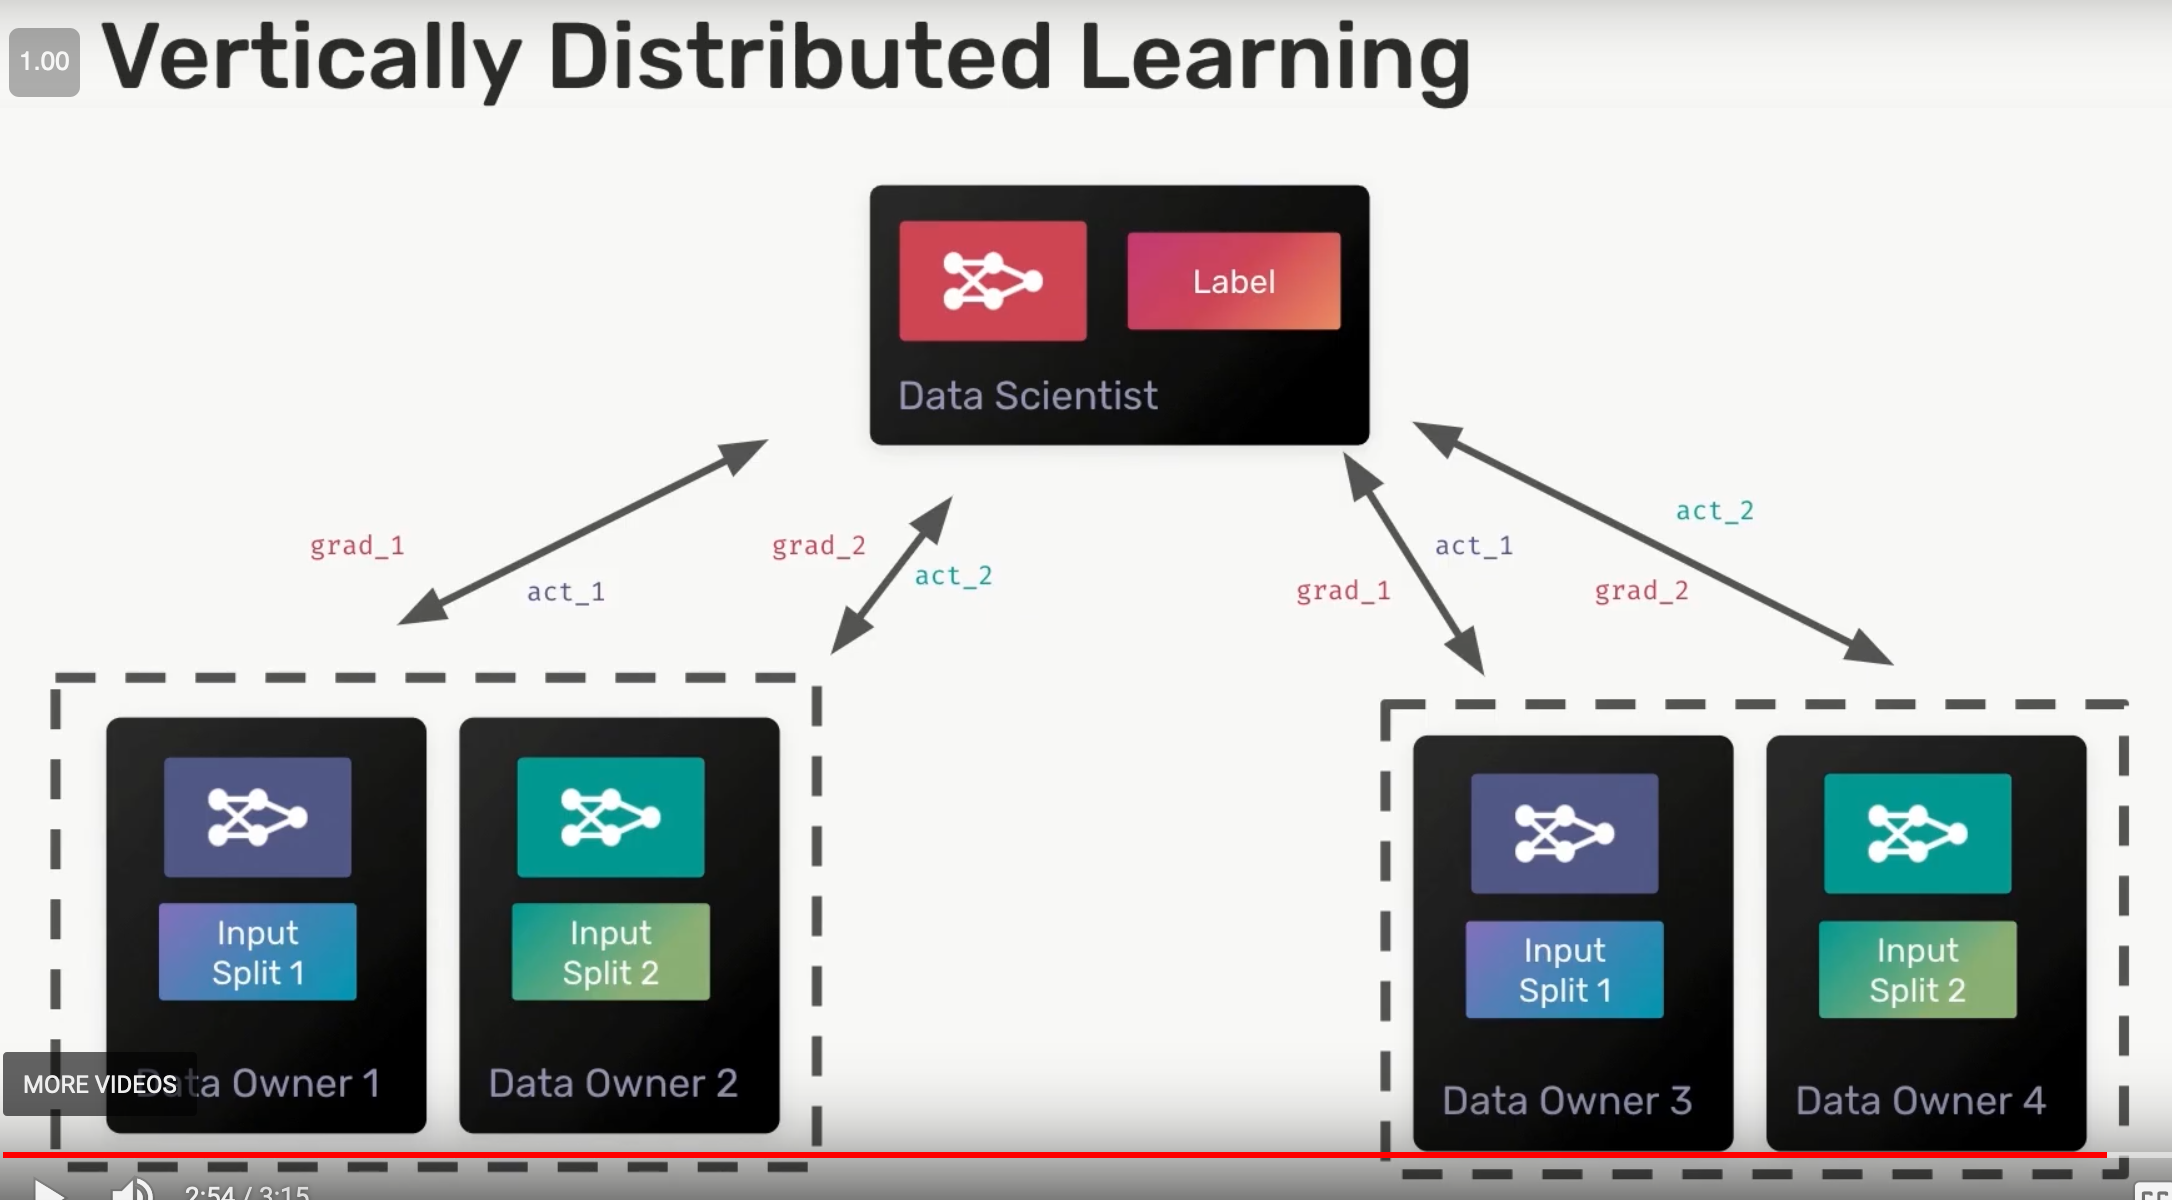 1.00
Vertically Distributed Learning
Label
Data Scientist
grad_1
act_1
grad_2
act_2
grad_1
act_1
grad_2
act_2
Input
Split 1
Data Owner 1
Input
Split 2
Data Owner 2
Input
Split 1
Data Owner 3
Input
Split 2
Data Owner 4
MORE VIDEOS
2:54 / 3:15